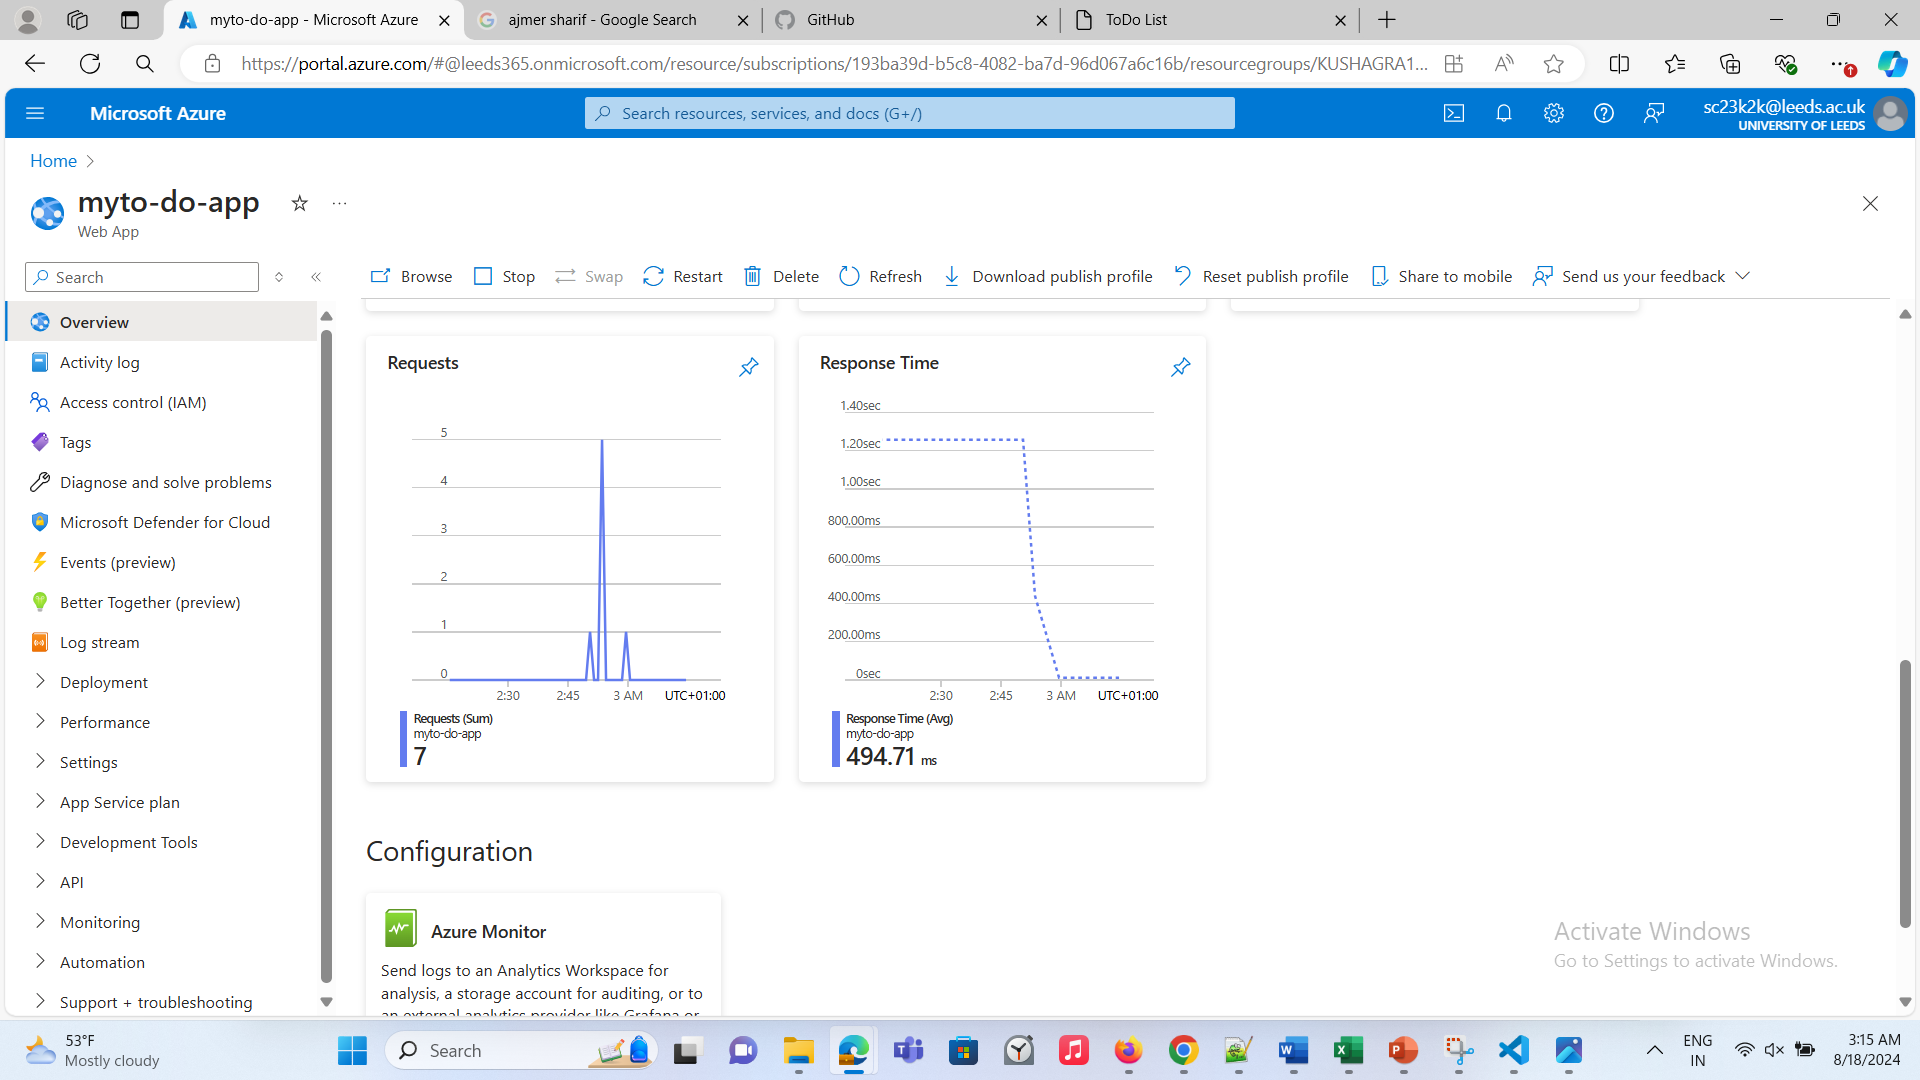 myto-do-app - Microsoft Azure
ajmer sharif - Google Search
GitHub
ToDo List
https://portal.azure.com/#@leeds365.onmicrosoft.com/resource/subscriptions/193ba39d-b5c8-4082-ba7d-96d067a6c16b/resourcegroups/KUSHAGRA1...
Microsoft Azure
Search resources, services, and docs (G+/)
sc23k2k@leeds.ac.uk
UNIVERSITY OF LEEDS
Home
myto-do-app
Web App
Search
Browse
Stop
Swap
Restart
Delete
Refresh
Download publish profile
Reset publish profile
Share to mobile
Send us your feedback
Overview
Activity log
Access control (IAM)
Tags
Diagnose and solve problems
Microsoft Defender for Cloud
Events (preview)
Better Together (preview)
Log stream
Deployment
Performance
Settings
App Service plan
Development Tools
API
Monitoring
Automation
Support + troubleshooting
Requests
5
4
3
2
1
0
2:30
2:45
3 AM
UTC+01:00
Requests (Sum)
myto-do-app
7
Response Time
1.40sec
1.20sec
1.00sec
800.00ms
600.00ms
400.00ms
200.00ms
0sec
2:30
2:45
3 AM
UTC+01:00
Response Time (Avg)
myto-do-app
494.71 ms
Configuration
Azure Monitor
Send logs to an Analytics Workspace for
analysis, a storage account for auditing, or to
an external analytics provider like Grafana or
Activate Windows
Go to Settings to activate Windows.
53°F
Mostly cloudy
Search
ENG
IN
3:15 AM
8/18/2024